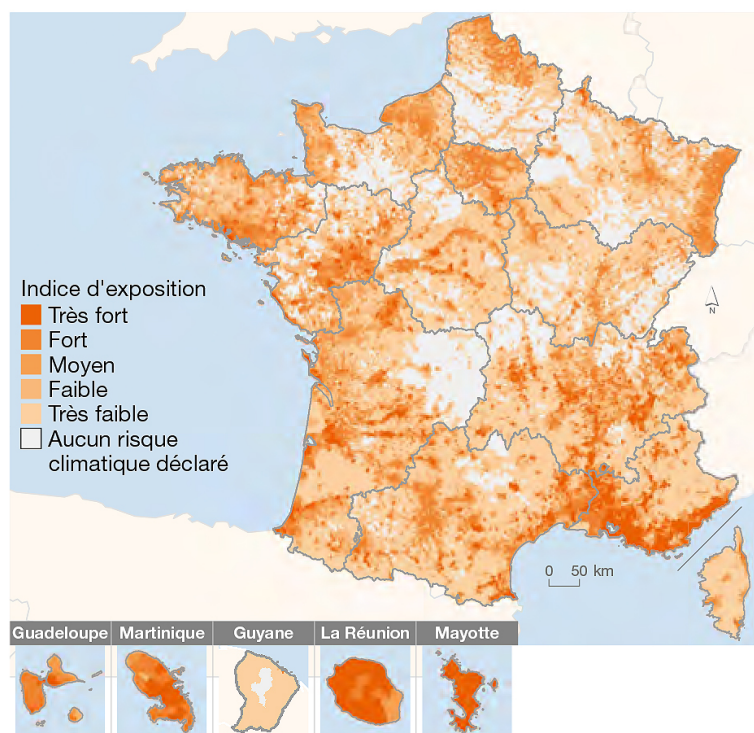 Indice d'exposition
Très fort
Fort
Moyen
Faible
Très faible
Aucun risque
climatique déclaré
N
0 50 km
Guadeloupe Martinique Guyane La Réunion Mayotte